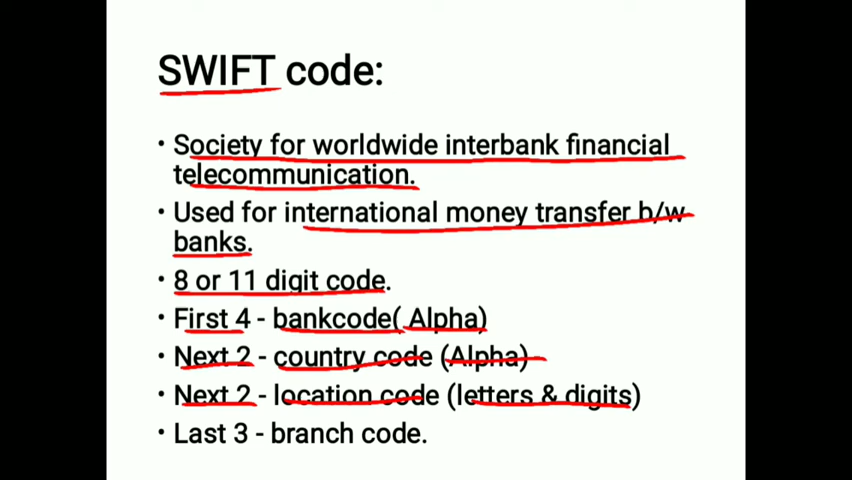 SWIFT code:
• Society for worldwide interbank financial
telecommunication.
• Used for international money transfer b/w
banks.
• 8 or 11 digit code.
• First 4 - bankcode( Alpha)
• Next 2 - country code (Alpha)
• Next 2 - location code (letters & digits)
• Last 3 - branch code.